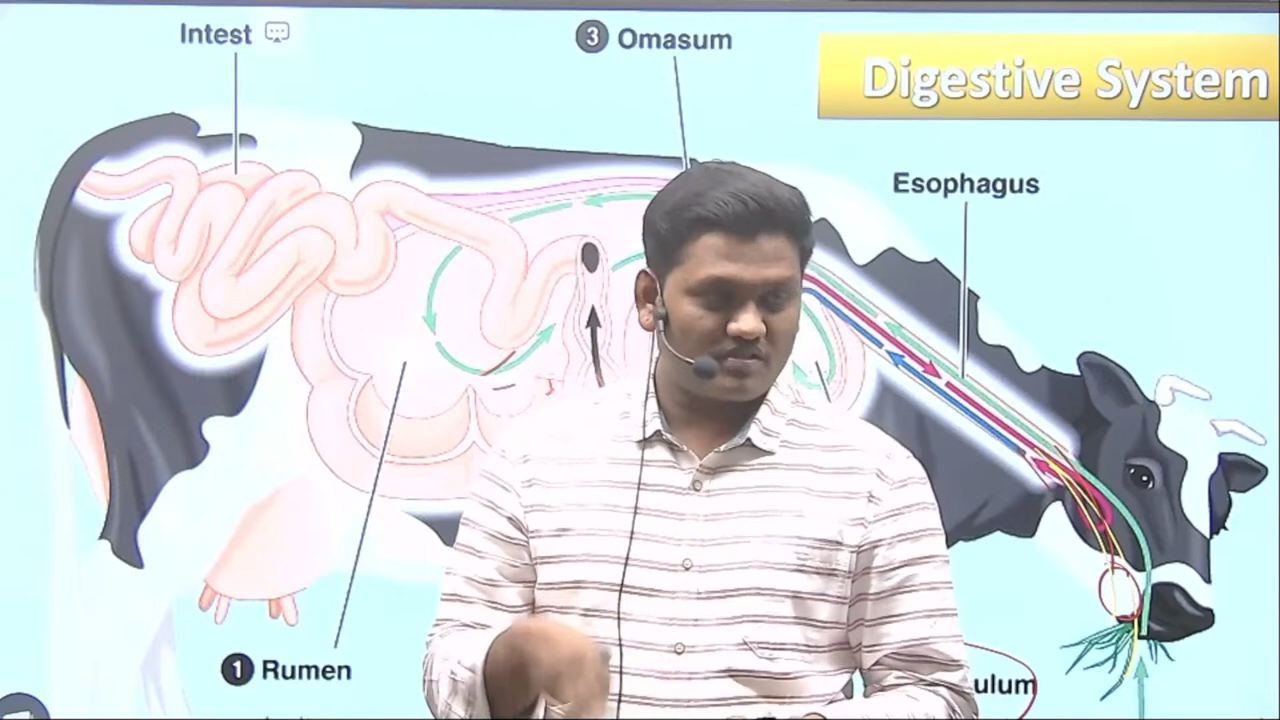 Intest
3 Omasum
Digestive System
Esophagus
1 Rumen
ulum